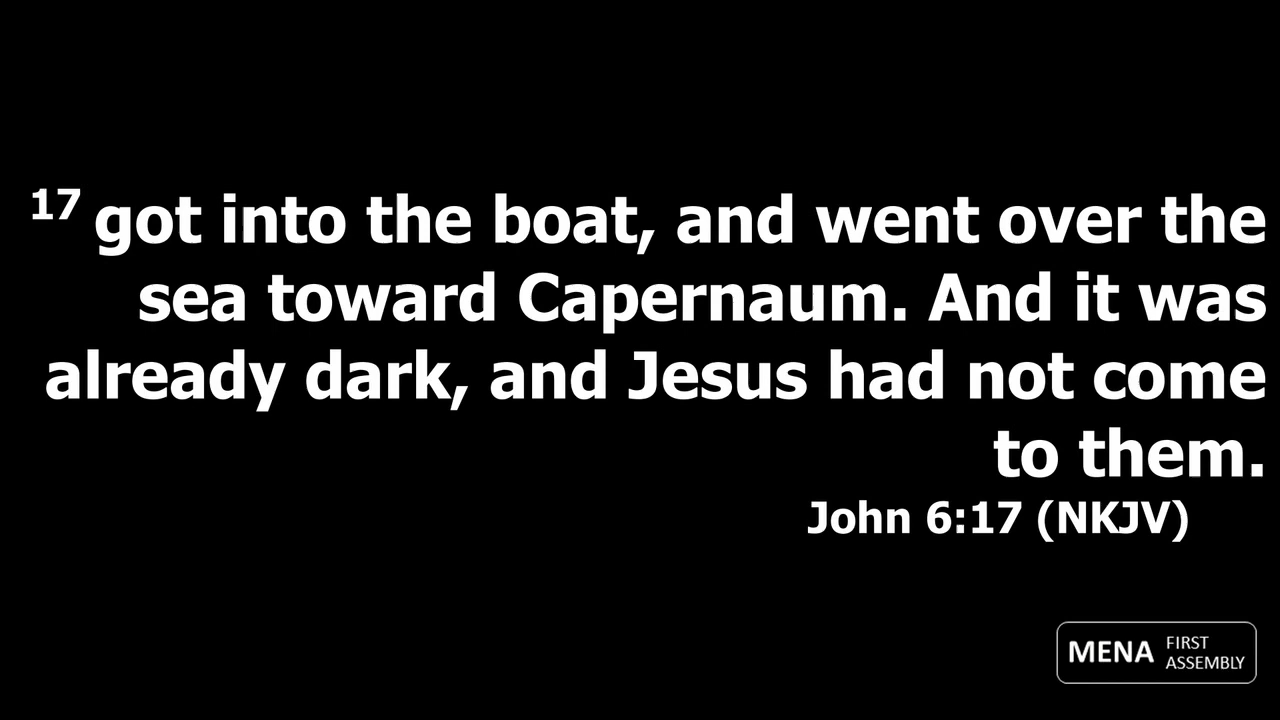 17 got into the boat, and went over the
sea toward Capernaum. And it was
already dark, and Jesus had not come
to them.
John 6:17 (NKJV)
MENA FIRST
ASSEMBLY